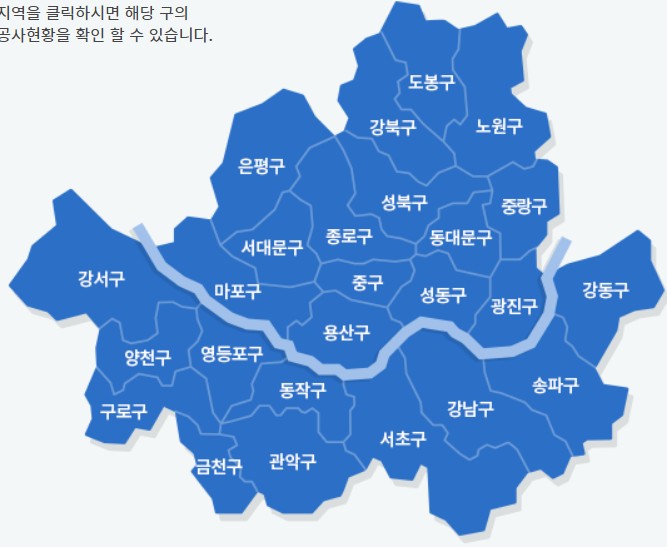 지역을 클릭하시면 해당 구의
공사현황을 확인 할 수 있습니다.
도봉구
강북구
노원구
은평구
성북구
중랑구
서대문구
종로구
동대문구
강서구
마포구
중구
성동구
광진구
강동구
용산구
양천구
영등포구
동작구
송파구
구로구
강남구
서초구
금천구
관악구